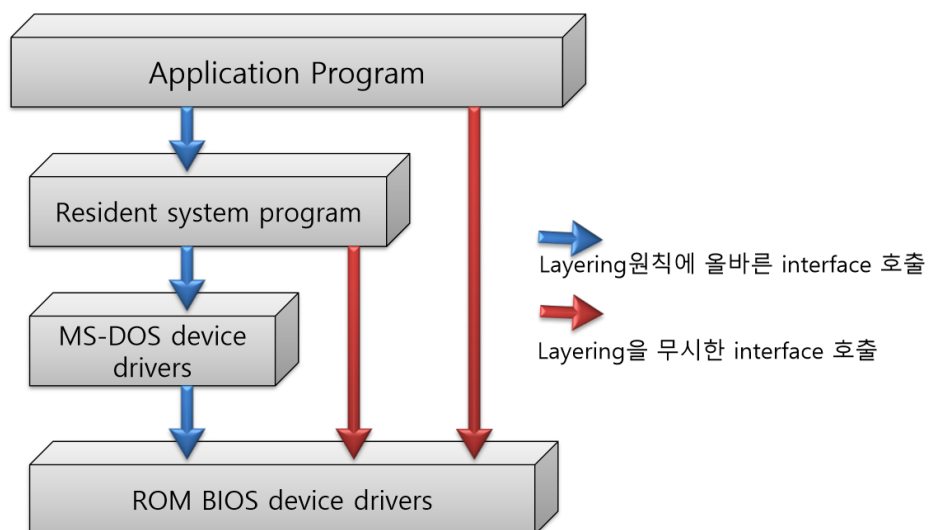 Application Program
Resident system program
Layering원칙에 올바른 interface 호출
MS-DOS device
drivers
Layering을 무시한 interface 호출
ROM BIOS device drivers